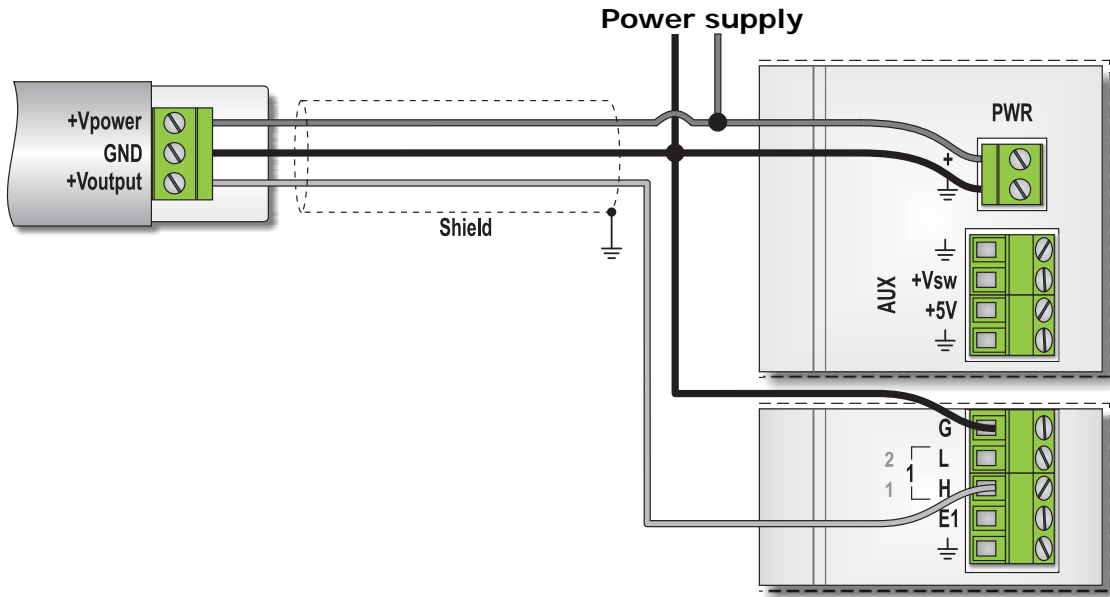 Power supply
+Vpower
GND
+Voutput
Shield
PWR
+
AUX
+Vsw
+5V
G
2
L
1
1
H
E1